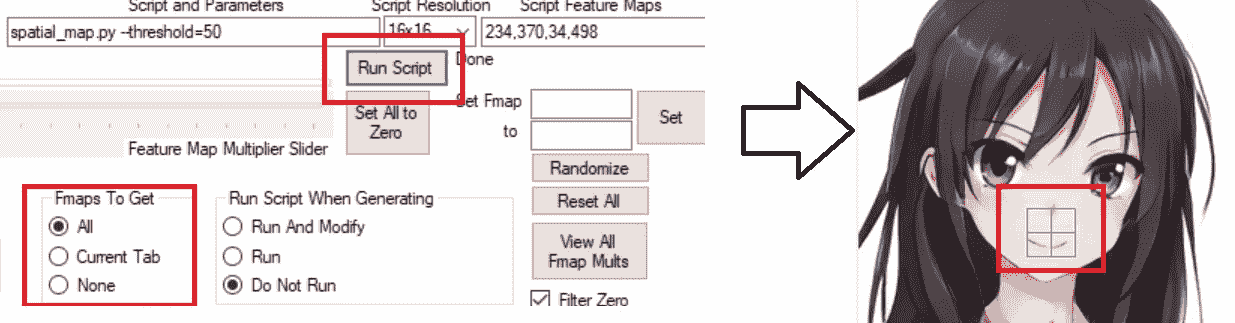 Script and Parameters
Script Resolution
Script Feature Maps
spatial_map.py --threshold=50
16x16
234,370,34,498
Run Script
Done
Set All to
Zero
Set Fmap
to
Set
Feature Map Multiplier Slider
Randomize
Reset All
View All
Fmap Mults
Filter Zero
Fmaps To Get
All
Current Tab
None
Run Script When Generating
Run And Modify
Run
Do Not Run